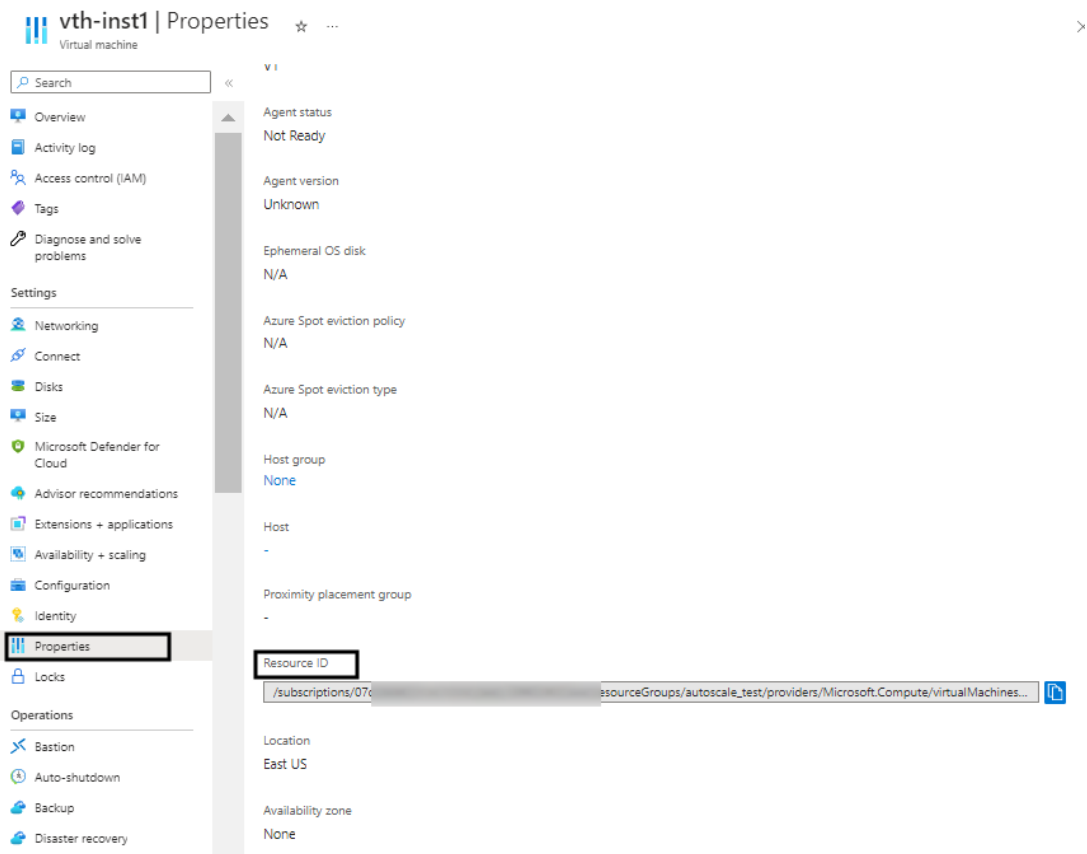 vth-inst1 | Properties
Virtual machine
Search
Overview
Activity log
Access control (IAM)
Tags
Diagnose and solve
problems
Settings
Networking
Connect
Disks
Size
Microsoft Defender for
Cloud
Advisor recommendations
Extensions + applications
Availability + scaling
Configuration
Identity
Properties
Locks
Operations
Bastion
Auto-shutdown
Backup
Disaster recovery
Agent status
Not Ready
Agent version
Unknown
Ephemeral OS disk
N/A
Azure Spot eviction policy
N/A
Azure Spot eviction type
N/A
Host group
None
Host
-
Proximity placement group
-
Resource ID
/subscriptions/07 esourceGroups/autoscale_test/providers/Microsoft.Compute/virtualMachines...
Location
East US
Availability zone
None